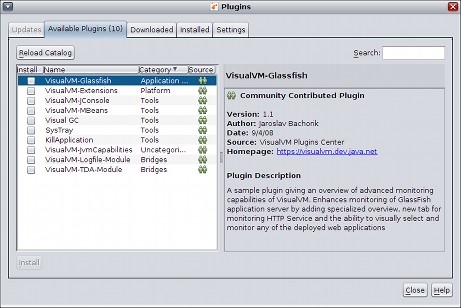 Plugins
Updates Available Plugins (10) Downloaded Installed Settings
Reload Catalog Search:
Install Name Category Source
VisualVM-Glassfish Application ...
VisualVM-Extensions Platform
VisualVM-JConsole Tools
VisualVM-MBeans Tools
Visual GC Tools
SysTray Tools
KillApplication Tools
VisualVM-JvmCapabilities Uncategori...
VisualVM-Logfile-Module Bridges
VisualVM-TDA-Module Bridges
Install
VisualVM-Glassfish
Community Contributed Plugin
Version: 1.1
Author: Jaroslav Bachorik
Date: 9/4/08
Source: VisualVM Plugins Center
Homepage: https://visualvm.dev.java.net
Plugin Description
A sample plugin giving an overview of advanced monitoring
capabilities of VisualVM. Enhances monitoring of GlassFish
application server by adding specialized overview, new tab for
monitoring HTTP Service and the ability to visually select and
monitor any of the deployed web applications
Close Help